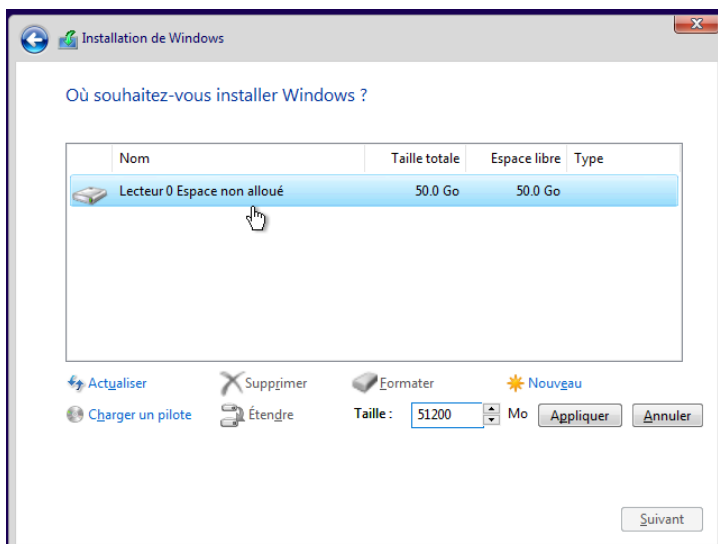 Installation de Windows
Où souhaitez-vous installer Windows ?
Nom Taille totale Espace libre Type
Lecteur 0 Espace non alloué 50.0 Go 50.0 Go
Actualiser Supprimer Formater Nouveau
Charger un pilote Étendre Taille : 51200 Mo Appliquer Annuler
Suivant